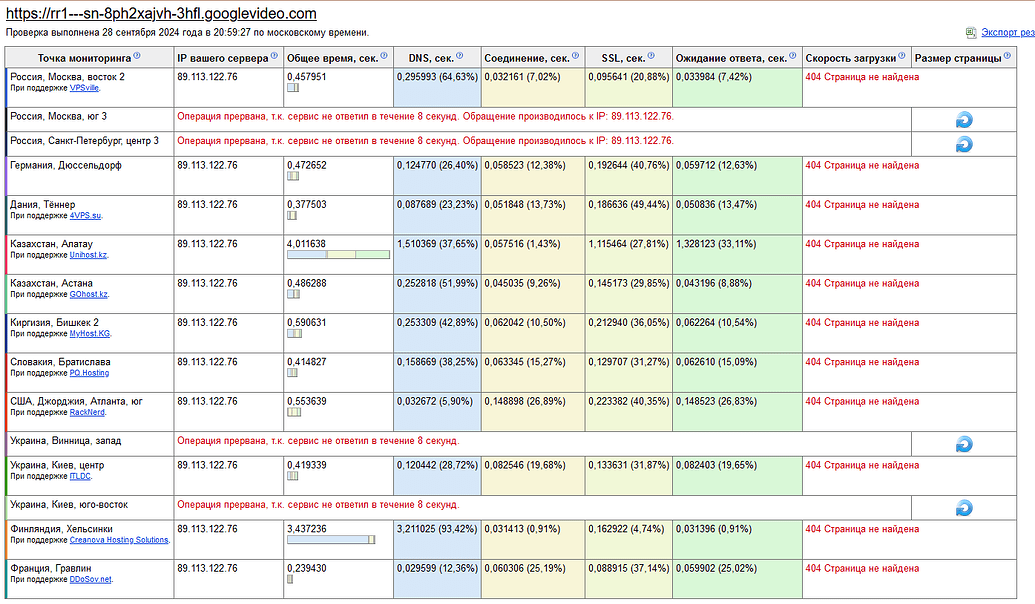 https://rr1---sn-8ph2xajvh-3hfl.googlevideo.com
Проверка выполнена 28 сентября 2024 года в 20:59:27 по московскому времени.
Экспорт рез
Точка мониторинга IP вашего сервера Общее время, сек. DNS, сек. Соединение, сек. SSL, сек. Ожидание ответа, сек. Скорость загрузки Размер страницы
Россия, Москва, восток 2 89.113.122.76 0,457951 0,295993 (64,63%) 0,032161 (7,02%) 0,095641 (20,88%) 0,033984 (7,42%) 404 Страница не найдена
При поддержке VPSville.
Россия, Москва, юг 3 Операция прервана, т.к. сервис не ответил в течение 8 секунд. Обращение производилось к IP: 89.113.122.76.
Россия, Санкт-Петербург, центр 3 Операция прервана, т.к. сервис не ответил в течение 8 секунд. Обращение производилось к IP: 89.113.122.76.
Германия, Дюссельдорф 89.113.122.76 0,472652 0,124770 (26,40%) 0,058523 (12,38%) 0,192644 (40,76%) 0,059712 (12,63%) 404 Страница не найдена
Дания, Тённер 89.113.122.76 0,377503 0,087689 (23,23%) 0,051848 (13,73%) 0,186636 (49,44%) 0,050836 (13,47%) 404 Страница не найдена
При поддержке 4VPS.su.
Казахстан, Алатау 89.113.122.76 4,011638 1,510369 (37,65%) 0,057516 (1,43%) 1,115464 (27,81%) 1,328123 (33,11%) 404 Страница не найдена
При поддержке Unihost.kz.
Казахстан, Астана 89.113.122.76 0,486288 0,252818 (51,99%) 0,045035 (9,26%) 0,145173 (29,85%) 0,043196 (8,88%) 404 Страница не найдена
При поддержке GOhost.kz.
Киргизия, Бишкек 2 89.113.122.76 0,590631 0,253309 (42,89%) 0,062042 (10,50%) 0,212940 (36,05%) 0,062264 (10,54%) 404 Страница не найдена
При поддержке MyHost.KG.
Словакия, Братислава 89.113.122.76 0,414827 0,158669 (38,25%) 0,063345 (15,27%) 0,129707 (31,27%) 0,062610 (15,09%) 404 Страница не найдена
При поддержке PQ.Hosting
США, Джорджия, Атланта, юг 89.113.122.76 0,553639 0,032672 (5,90%) 0,148898 (26,89%) 0,223382 (40,35%) 0,148523 (26,83%) 404 Страница не найдена
При поддержке RackNerd.
Украина, Винница, запад Операция прервана, т.к. сервис не ответил в течение 8 секунд.
Украина, Киев, центр 89.113.122.76 0,419339 0,120442 (28,72%) 0,082546 (19,68%) 0,133631 (31,87%) 0,082403 (19,65%) 404 Страница не найдена
При поддержке ITLDC.
Украина, Киев, юго-восток Операция прервана, т.к. сервис не ответил в течение 8 секунд.
Финляндия, Хельсинки 89.113.122.76 3,437236 3,211025 (93,42%) 0,031413 (0,91%) 0,162922 (4,74%) 0,031396 (0,91%) 404 Страница не найдена
При поддержке Creanova Hosting Solutions.
Франция, Гравлин 89.113.122.76 0,239430 0,029599 (12,36%) 0,060306 (25,19%) 0,088915 (37,14%) 0,059902 (25,02%) 404 Страница не найдена
При поддержке DDoSov.net.